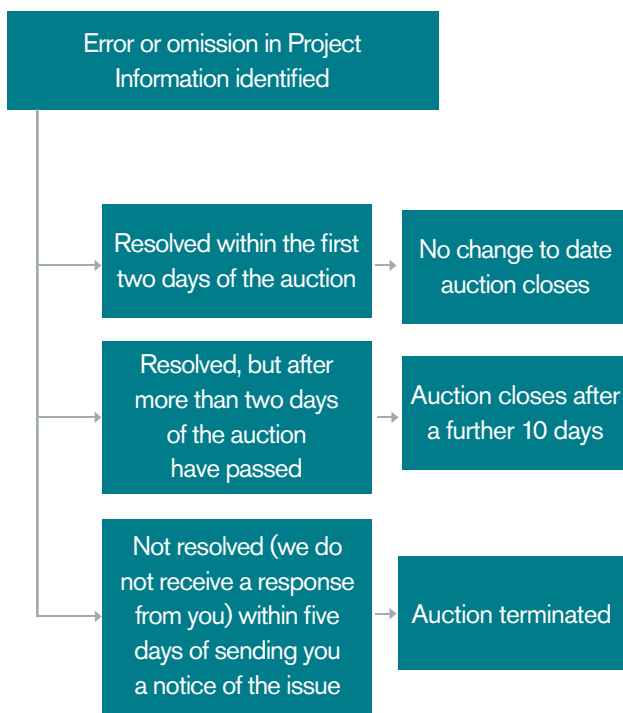 Error or omission in Project
Information identified
Resolved within the first
two days of the auction
No change to date
auction closes
Resolved, but after
more than two days
of the auction
have passed
Auction closes after
a further 10 days
Not resolved (we do
not receive a response
from you) within five
days of sending you
a notice of the issue
Auction terminated